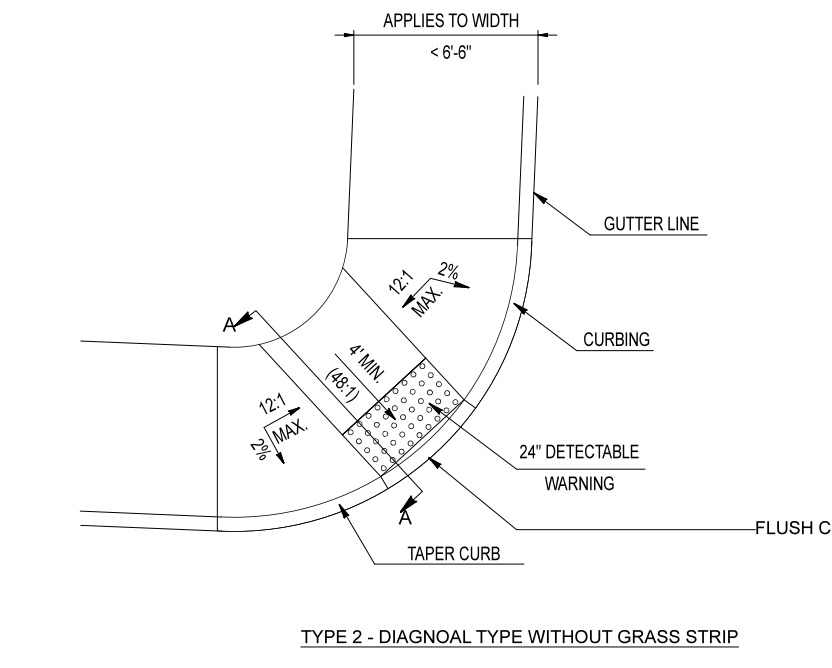 APPLIES TO WIDTH
< 6'-6"
GUTTER LINE
12:1
MAX.
2%
A
CURBING
4' MIN.
(48:1)
12:1
MAX.
2%
24" DETECTABLE
WARNING
A
FLUSH C
TAPER CURB
TYPE 2 - DIAGNOAL TYPE WITHOUT GRASS STRIP